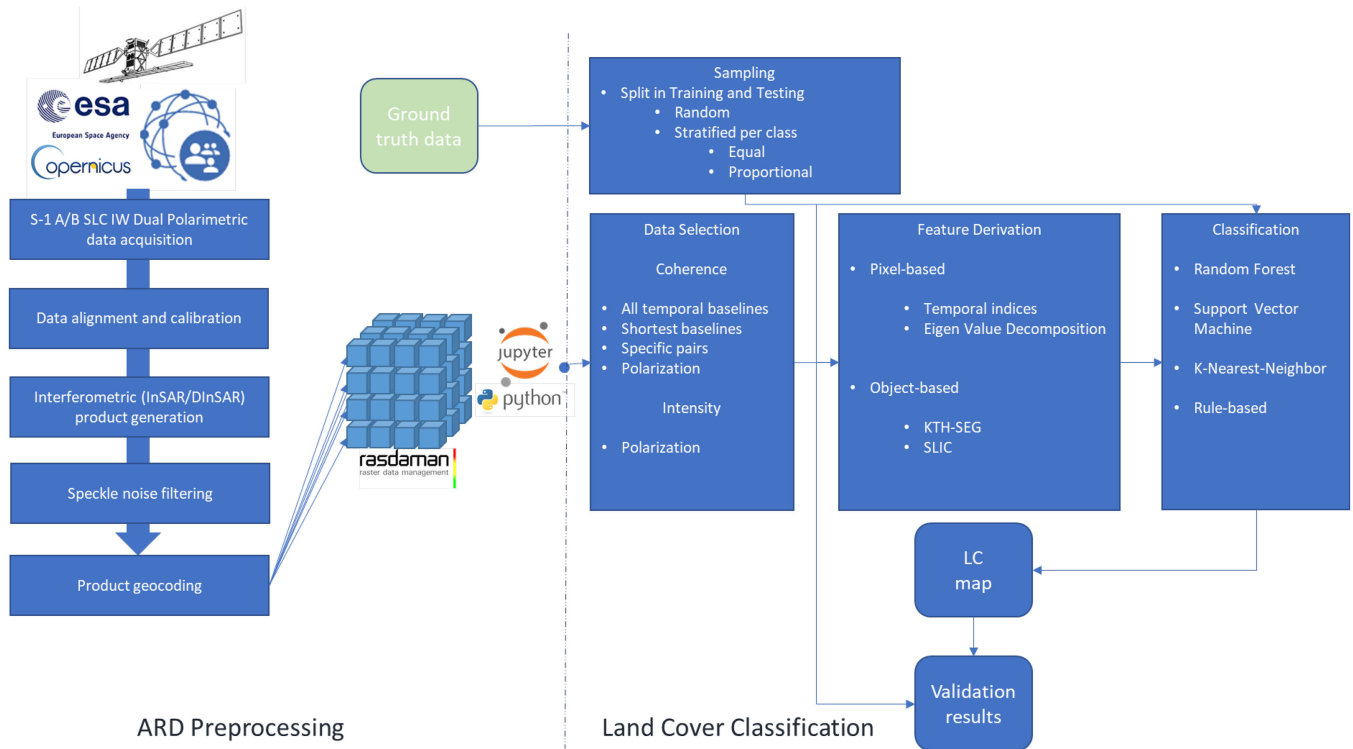 esa
European Space Agency
opernicus
S-1 A/B SLC IW Dual Polarimetric
data acquisition
Data alignment and calibration
Interferometric (InSAR/DInSAR)
product generation
Speckle noise filtering
Product geocoding
Ground
truth data
rasdaman
raster data management
jupyter
python
Sampling
• Split in Training and Testing
• Random
• Stratified per class
• Equal
• Proportional
Data Selection
Coherence
• All temporal baselines
• Shortest baselines
• Specific pairs
• Polarization
Intensity
• Polarization
Feature Derivation
• Pixel-based
• Temporal indices
• Eigen Value Decomposition
• Object-based
• KTH-SEG
• SLIC
Classification
• Random Forest
• Support Vector
Machine
• K-Nearest-Neighbor
• Rule-based
LC
map
Validation
results
ARD Preprocessing
Land Cover Classification